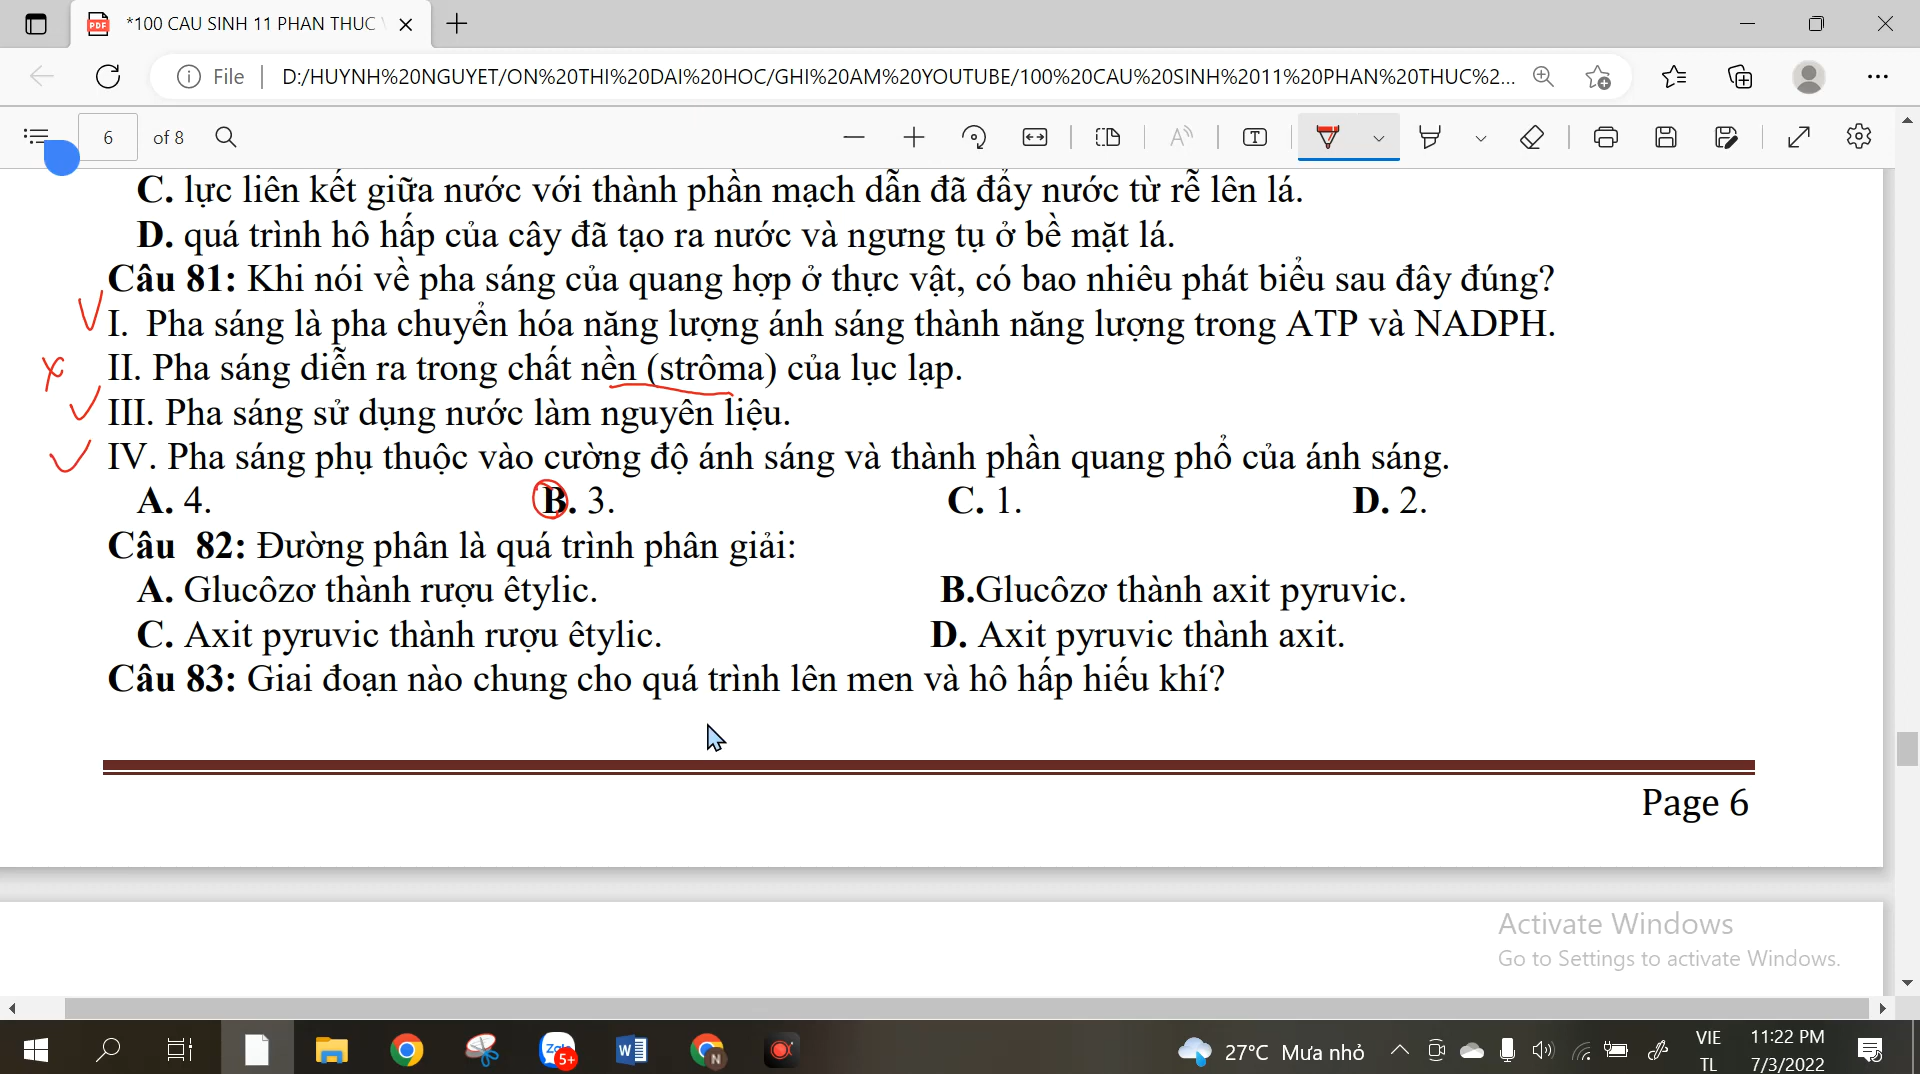 *100 CAU SINH 11 PHAN THUC
File
D:/HUYNH%20NGUYET/ON%20THI%20DAI%20HOC/GHI%20AM%20YOUTUBE/100%20CAU%20SINH%2011%20PHAN%20THUC%2...
6 of 8
C. lực liên kết giữa nước với thành phần mạch dẫn đã đẩy nước từ rễ lên lá.
D. quá trình hô hấp của cây đã tạo ra nước và ngưng tụ ở bề mặt lá.
Câu 81: Khi nói về pha sáng của quang hợp ở thực vật, có bao nhiêu phát biểu sau đây đúng?
I. Pha sáng là pha chuyển hóa năng lượng ánh sáng thành năng lượng trong ATP và NADPH.
II. Pha sáng diễn ra trong chất nền (strôma) của lục lạp.
III. Pha sáng sử dụng nước làm nguyên liệu.
IV. Pha sáng phụ thuộc vào cường độ ánh sáng và thành phần quang phổ của ánh sáng.
A. 4. B. 3. C. 1. D. 2.
Câu 82: Đường phân là quá trình phân giải:
A. Glucôzơ thành rượu êtylic. B.Glucôzơ thành axit pyruvic.
C. Axit pyruvic thành rượu êtylic. D. Axit pyruvic thành axit.
Câu 83: Giai đoạn nào chung cho quá trình lên men và hô hấp hiếu khí?
Page 6
Activate Windows
Go to Settings to activate Windows.
27°C Mưa nhỏ
VIE
TL
11:22 PM
7/3/2022